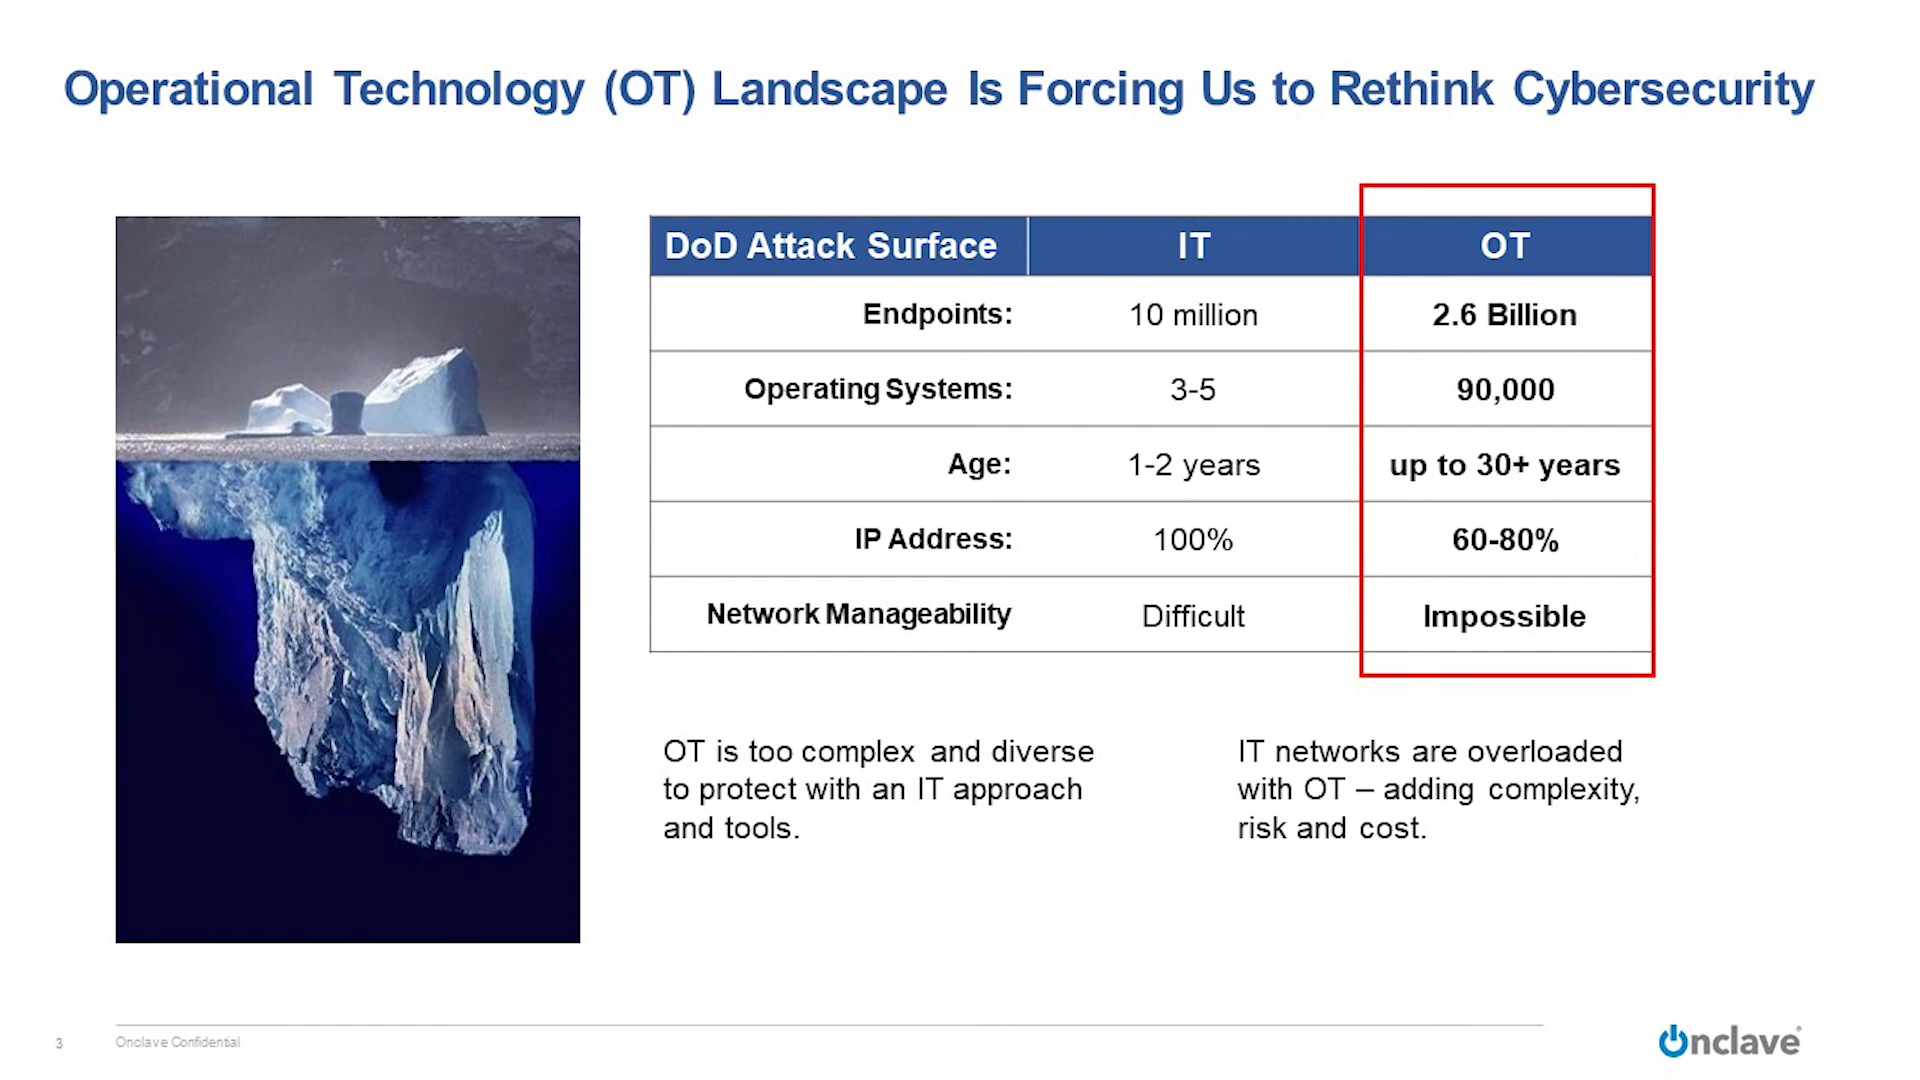 Operational Technology (OT) Landscape Is Forcing Us to Rethink Cybersecurity
DoD Attack Surface IT OT
Endpoints: 10 million 2.6 Billion
Operating Systems: 3-5 90,000
Age: 1-2 years up to 30+ years
IP Address: 100% 60-80%
Network Manageability Difficult Impossible
OT is too complex and diverse
to protect with an IT approach
and tools.
IT networks are overloaded
with OT – adding complexity,
risk and cost.
3 Onclave Confidential
Onclave®